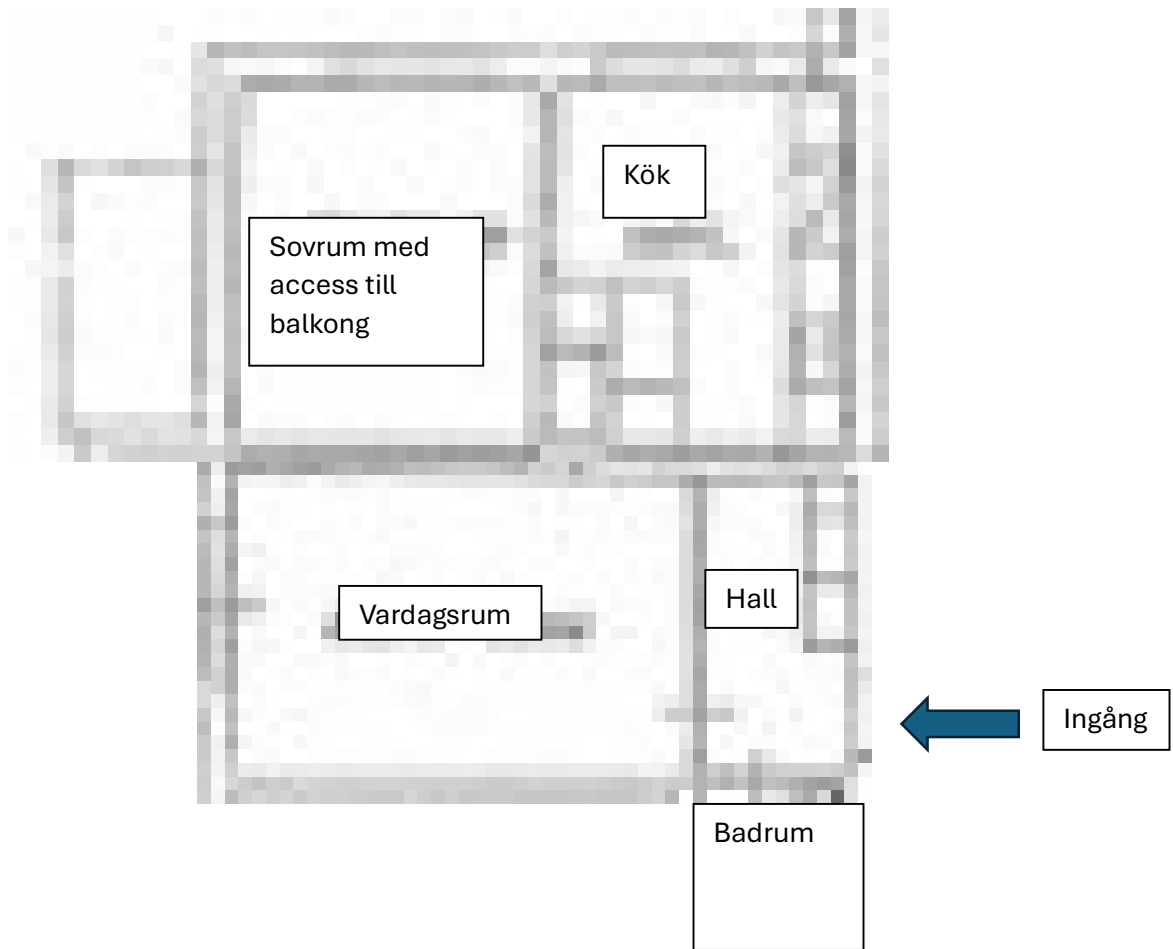 Kök
Sovrum med
access till
balkong
Vardagsrum
Hall
Ingång
Badrum